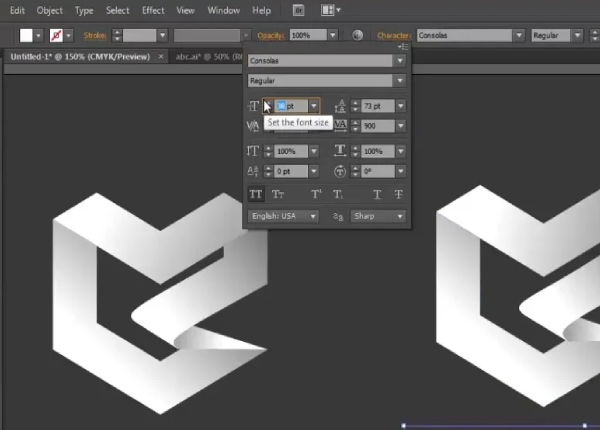 Edit Object Type Select Effect View Window Help Br
Stroke: Opacity: 100% Character: Consolas Regular
Untitled-1* @ 150% (CMYK/Preview) × abc.ai* @ 50%
Consolas
Regular
pt 73 pt
Set the font size 900
100% 100%
0 pt 0°
TT Tt T¹ T₁ T T
English: USA aa Sharp